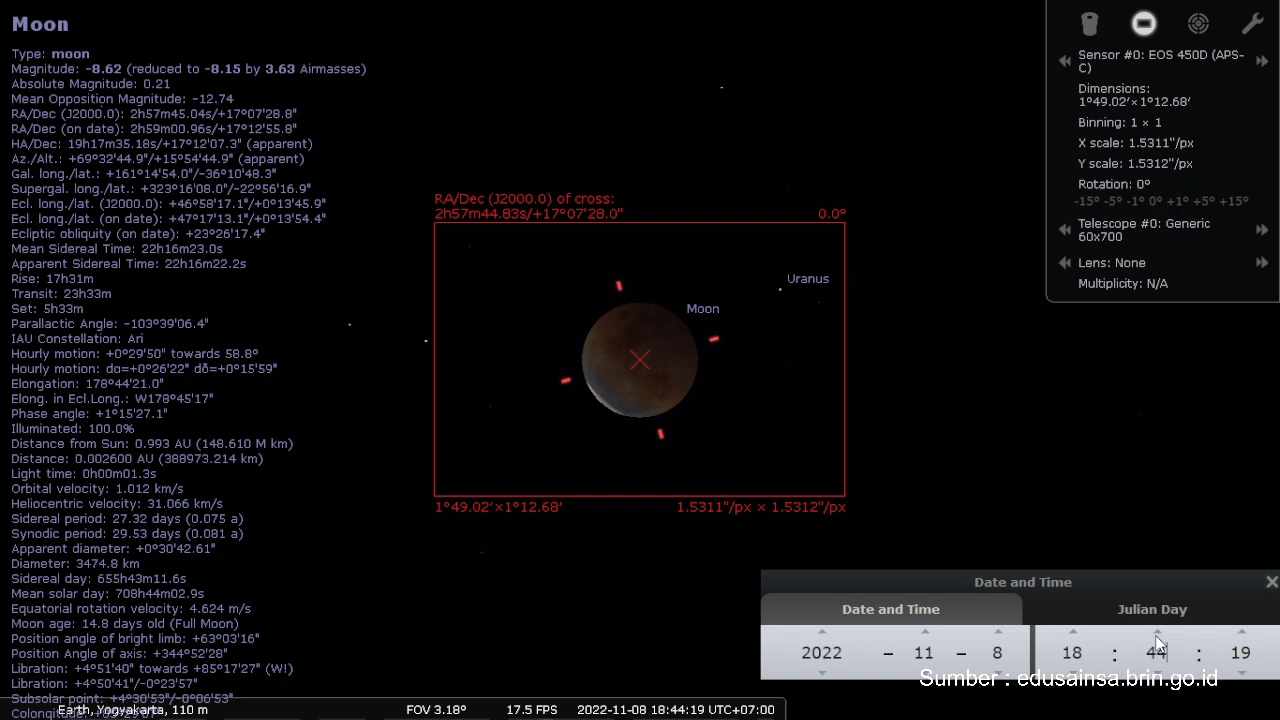 Moon
Type: moon
Magnitude: -8.62 (reduced to -8.15 by 3.63 Airmasses)
Absolute Magnitude: 0.21
Mean Opposition Magnitude: -12.74
RA/Dec (J2000.0): 2h57m45.04s/+17°07'28.8"
RA/Dec (on date): 2h59m00.96s/+17°12'55.8"
HA/Dec: 19h17m35.18s/+17°12'07.3" (apparent)
Az./Alt.: +69°32'44.9"/+15°54'44.9" (apparent)
Gal. long./lat.: +161°14'54.0"/-36°10'48.3"
Supergal. long./lat.: +323°16'08.0"/-22°56'16.9"
Ecl. long./lat. (J2000.0): +46°58'17.1"/+0°13'45.9"
Ecl. long./lat. (on date): +47°17'13.1"/+0°13'54.4"
Ecliptic obliquity (on date): +23°26'17.4"
Mean Sidereal Time: 22h16m23.0s
Apparent Sidereal Time: 22h16m22.2s
Rise: 17h31m
Transit: 23h33m
Set: 5h33m
Parallactic Angle: -103°39'06.4"
IAU Constellation: Ari
Hourly motion: +0°29'50" towards 58.8°
Hourly motion: dα=+0°26'22" dδ=+0°15'59"
Elongation: 178°44'21.0"
Elong. in Ecl.Long.: W178°45'17"
Phase angle: +1°15'27.1"
Illuminated: 100.0%
Distance from Sun: 0.993 AU (148.610 M km)
Distance: 0.002600 AU (388973.214 km)
Light time: 0h00m01.3s
Orbital velocity: 1.012 km/s
Heliocentric velocity: 31.066 km/s
Sidereal period: 27.32 days (0.075 a)
Synodic period: 29.53 days (0.081 a)
Apparent diameter: +0°30'42.61"
Diameter: 3474.8 km
Sidereal day: 655h43m11.6s
Mean solar day: 708h44m02.9s
Equatorial rotation velocity: 4.624 m/s
Moon age: 14.8 days old (Full Moon)
Position angle of bright limb: +63°03'16"
Position Angle of axis: +344°52'28"
Libration: +4°51'40" towards +85°17'27" (W!)
Libration: +4°50'41"/-0°23'57"
Subsolar point: +4°30'53"/-0°06'53"
Colongitude:
Earth, Yogyakarta, 110 m
FOV 3.18°
17.5 FPS
2022-11-08 18:44:19 UTC+07:00
RA/Dec (J2000.0) of cross:
2h57m44.83s/+17°07'28.0"
0.0°
Uranus
Moon
1°49.02'×1°12.68'
1.5311"/px × 1.5312"/px
Sensor #0: EOS 450D (APS-
C)
Dimensions:
1°49.02'×1°12.68'
Binning: 1 × 1
X scale: 1.5311"/px
Y scale: 1.5312"/px
Rotation: 0°
-15° -5° -1° 0° +1° +5° +15°
Telescope #0: Generic
60x700
Lens: None
Multiplicity: N/A
Date and Time
Date and Time
Julian Day
2022 - 11 - 8
18 : 44 : 19
Sumber : edusainsa.brin.go.id